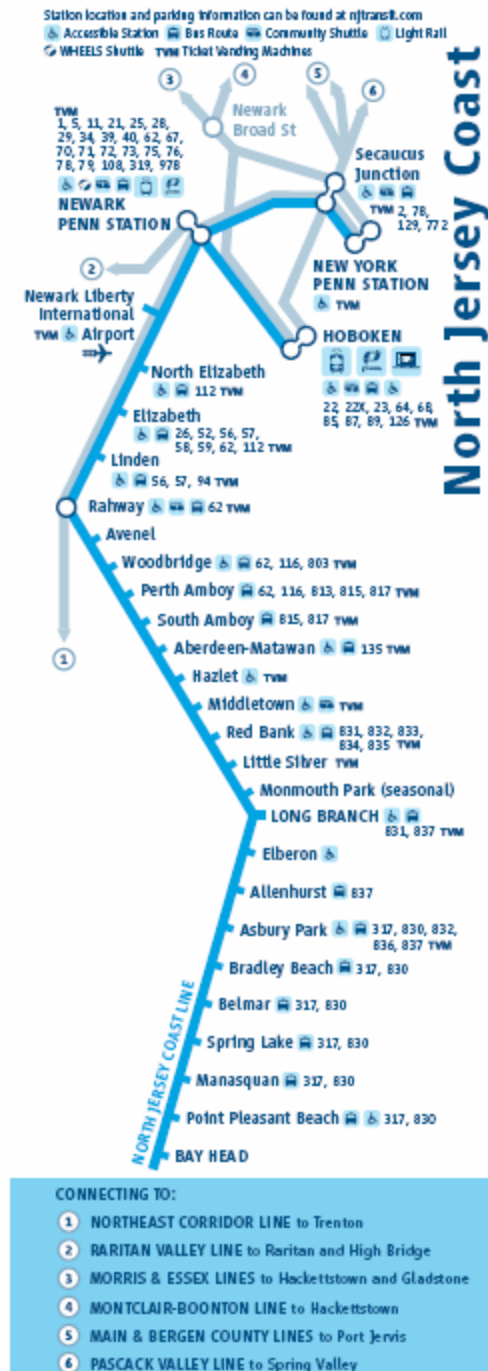 Station location and parking information can be found at njtransit.com
Accessible Station Bus Route Community Shuttle Light Rail
WHEELS Shuttle TVM Ticket Vending Machines
North Jersey Coast
3
4
5
6
Newark
Broad St
TVM
1, 5, 11, 21, 25, 28,
29, 34, 39, 40, 62, 67,
70, 71, 72, 73, 75, 76,
78, 79, 108, 319, 978
NEWARK
PENN STATION
Secaucus
Junction
TVM 2, 78,
129, 772
2
NEW YORK
PENN STATION
TVM
Newark Liberty
International
TVM Airport
HOBOKEN
22, 22X, 23, 64, 68,
85, 87, 89, 126 TVM
North Elizabeth
112 TVM
Elizabeth
26, 52, 56, 57,
58, 59, 62, 112 TVM
Linden
56, 57, 94 TVM
Rahway 62 TVM
Avenel
Woodbridge 62, 116, 803 TVM
Perth Amboy 62, 116, 813, 815, 817 TVM
South Amboy 815, 817 TVM
1
Aberdeen-Matawan 135 TVM
Hazlet TVM
Middletown TVM
Red Bank 831, 832, 833,
834, 835 TVM
Little Silver TVM
Monmouth Park (seasonal)
LONG BRANCH
831, 837 TVM
Elberon
Allenhurst 837
Asbury Park 317, 830, 832,
836, 837 TVM
Bradley Beach 317, 830
Belmar 317, 830
Spring Lake 317, 830
Manasquan 317, 830
Point Pleasant Beach 317, 830
BAY HEAD
NORTH JERSEY COAST LINE
CONNECTING TO:
1 NORTHEAST CORRIDOR LINE to Trenton
2 RARITAN VALLEY LINE to Raritan and High Bridge
3 MORRIS & ESSEX LINES to Hackettstown and Gladstone
4 MONTCLAIR-BOONTON LINE to Hackettstown
5 MAIN & BERGEN COUNTY LINES to Port Jervis
6 PASCACK VALLEY LINE to Spring Valley